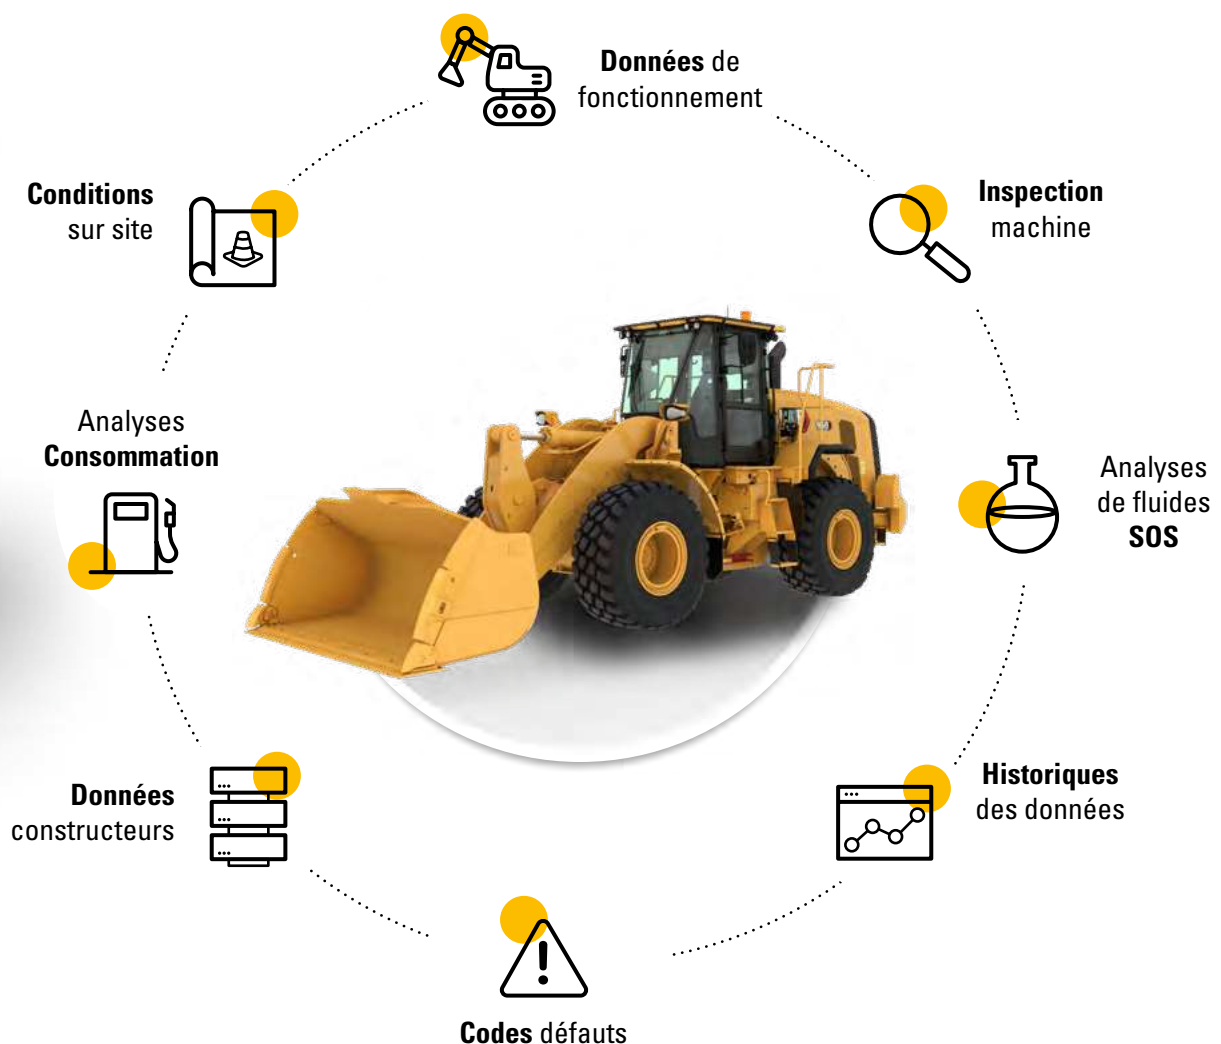 Données de
fonctionnement
Inspection
machine
Conditions
sur site
Analyses
Consommation
Analyses
de fluides
SOS
Historiques
des données
Données
constructeurs
Codes défauts